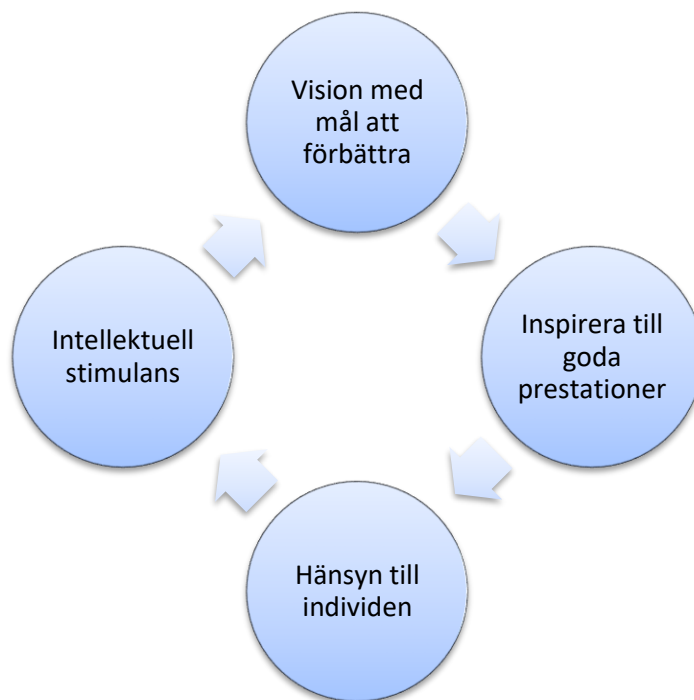 Vision med
mål att
förbättra
Inspirera till
goda
prestationer
Hänsyn till
individen
Intellektuell
stimulans